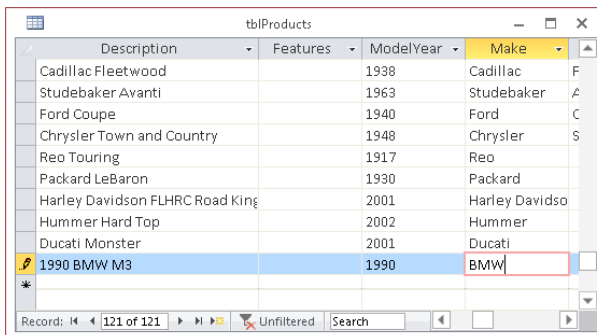 tblProducts
Description Features ModelYear Make
Cadillac Fleetwood 1938 Cadillac F
Studebaker Avanti 1963 Studebaker A
Ford Coupe 1940 Ford C
Chrysler Town and Country 1948 Chrysler S
Reo Touring 1917 Reo
Packard LeBaron 1930 Packard
Harley Davidson FLHRC Road King 2001 Harley Davidso
Hummer Hard Top 2002 Hummer
Ducati Monster 2001 Ducati
1990 BMW M3 1990 BMW
Record: 121 of 121 Unfiltered Search